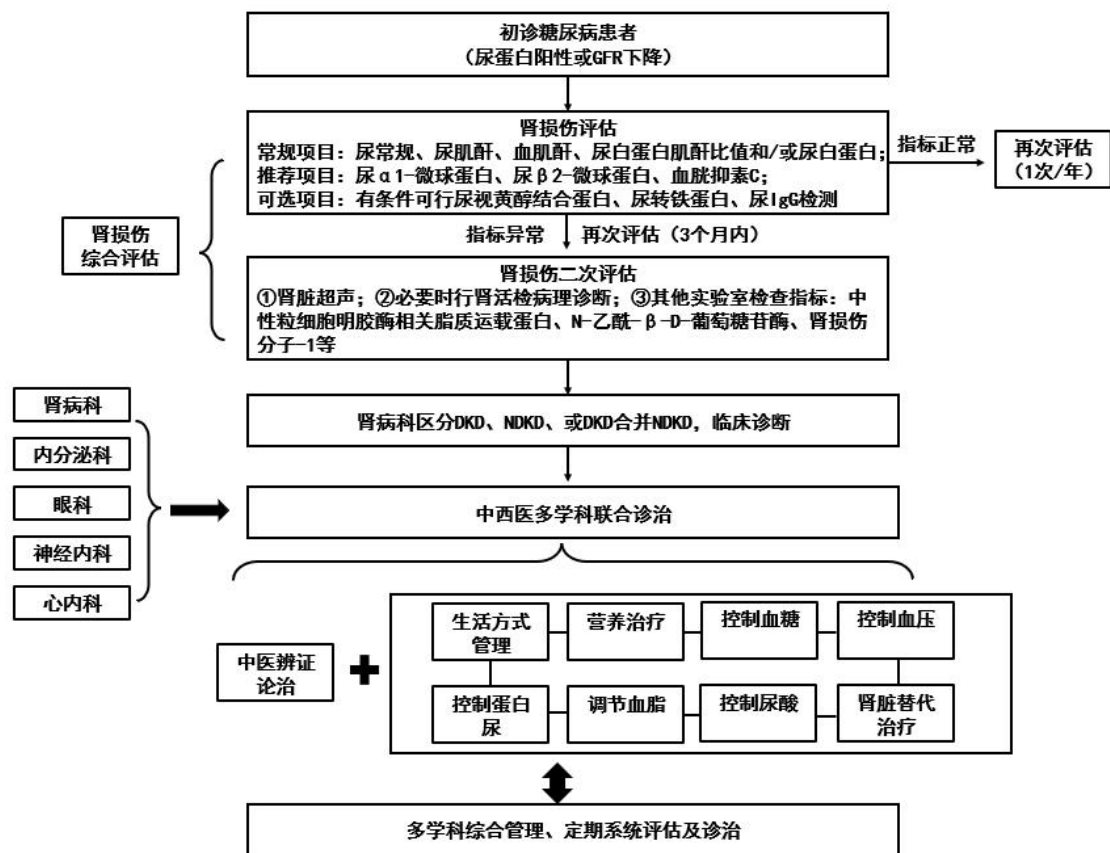 初诊糖尿病患者
（尿蛋白阳性或GFR下降）
肾损伤评估
常规项目：尿常规、尿肌酐、血肌酐、尿白蛋白肌酐比值和/或尿白蛋白；
推荐项目：尿α1-微球蛋白、尿β2-微球蛋白、血胱抑素C；
可选项目：有条件可行尿视黄醇结合蛋白、尿转铁蛋白、尿IgG检测
指标正常
再次评估
（1次/年）
肾损伤
综合评估
指标异常
再次评估（3个月内）
肾损伤二次评估
①肾脏超声；②必要时行肾活检病理诊断；③其他实验室检查指标：中
性粒细胞明胶酶相关脂质运载蛋白、N-乙酰-β-D-葡萄糖苷酶、肾损伤
分子-1等
肾病科区分DKD、NDKD、或DKD合并NDKD，临床诊断
肾病科
内分泌科
眼科
神经内科
心内科
中西医多学科联合诊治
中医辨证
论治
生活方式
管理
营养治疗
控制血糖
控制血压
控制蛋白
尿
调节血脂
控制尿酸
肾脏替代
治疗
多学科综合管理、定期系统评估及诊治